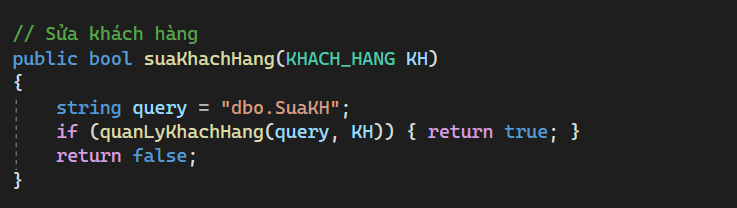 // Sửa khách hàng
public bool suaKhachHang(KHACH_HANG KH)
{
    string query = "dbo.SuaKH";
    if (quanLyKhachHang(query, KH)) { return true; }
    return false;
}